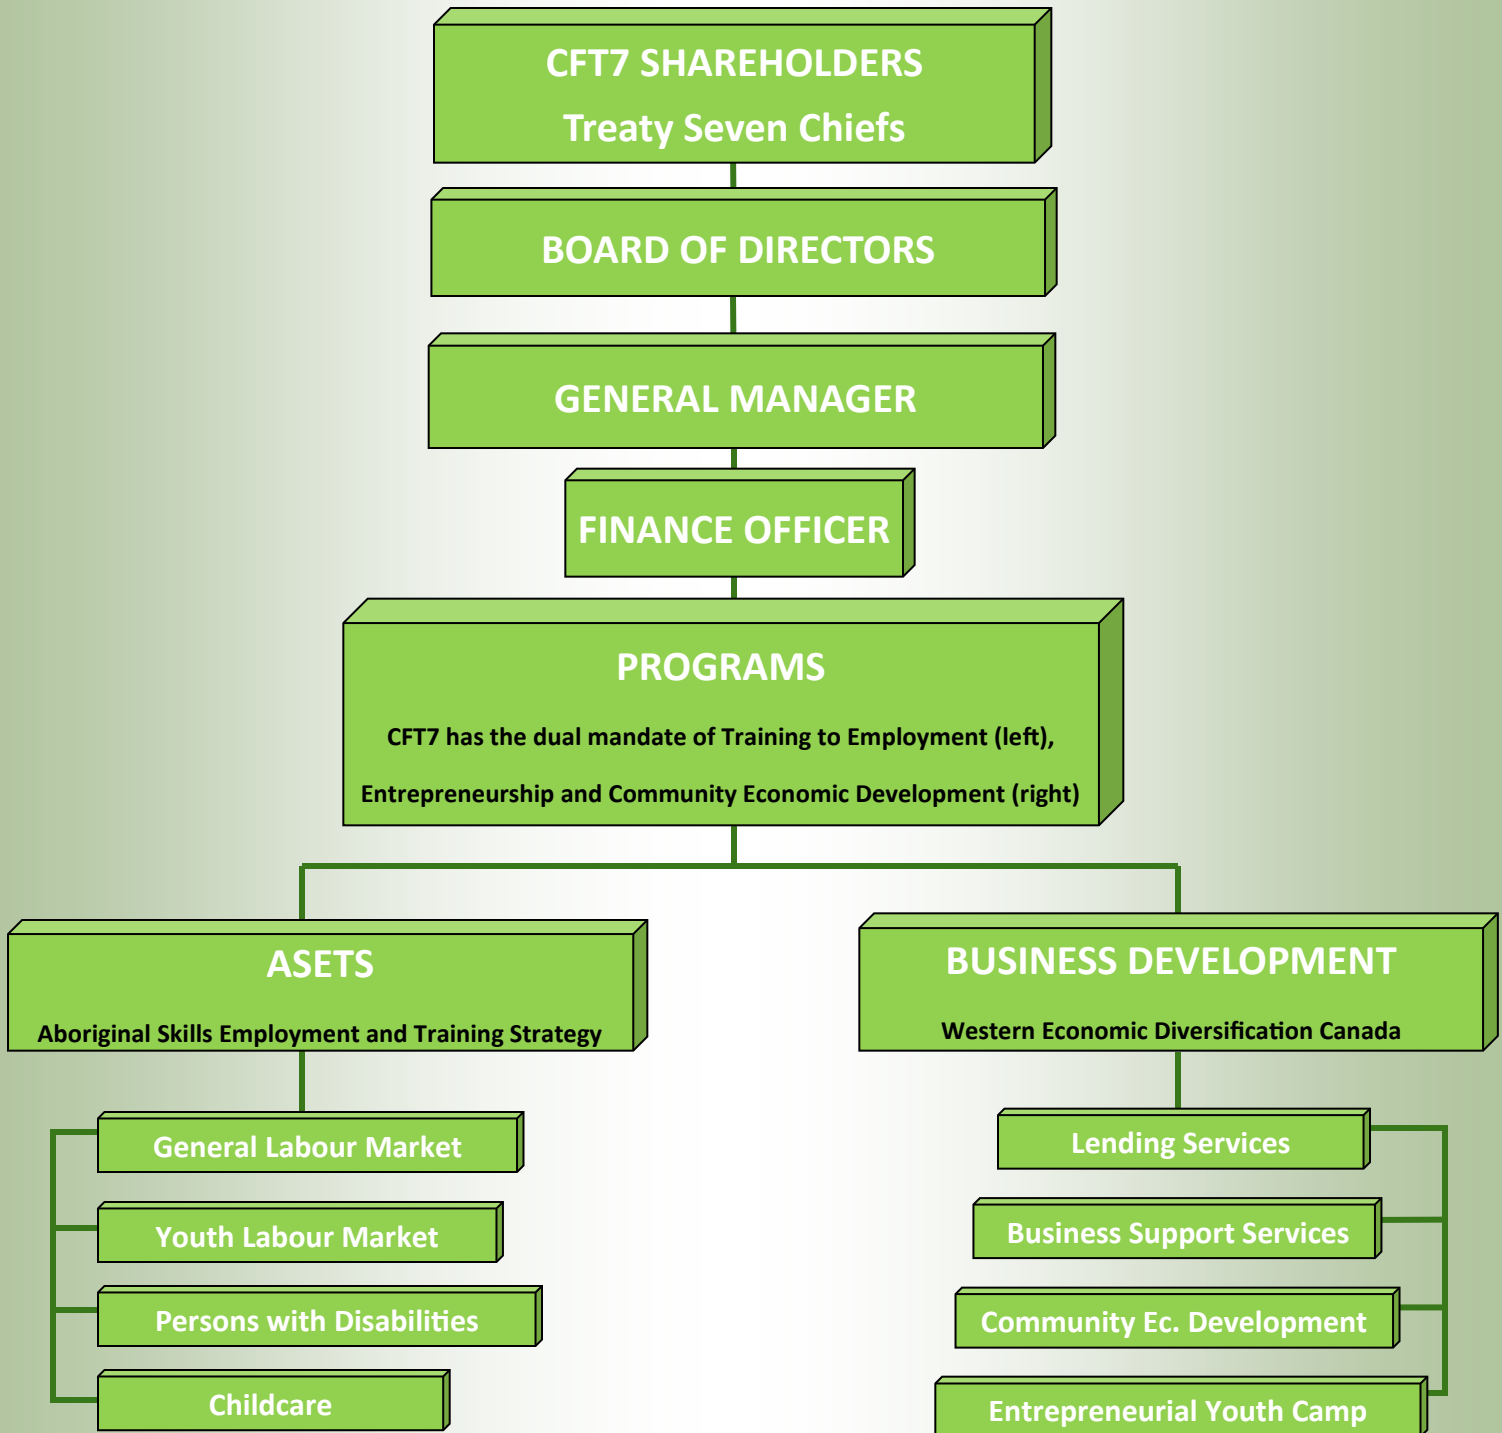 CFT7 SHAREHOLDERS
Treaty Seven Chiefs
BOARD OF DIRECTORS
GENERAL MANAGER
FINANCE OFFICER
PROGRAMS
CFT7 has the dual mandate of Training to Employment (left),
Entrepreneurship and Community Economic Development (right)
ASETS
Aboriginal Skills Employment and Training Strategy
General Labour Market
Youth Labour Market
Persons with Disabilities
Childcare
BUSINESS DEVELOPMENT
Western Economic Diversification Canada
Lending Services
Business Support Services
Community Ec. Development
Entrepreneurial Youth Camp